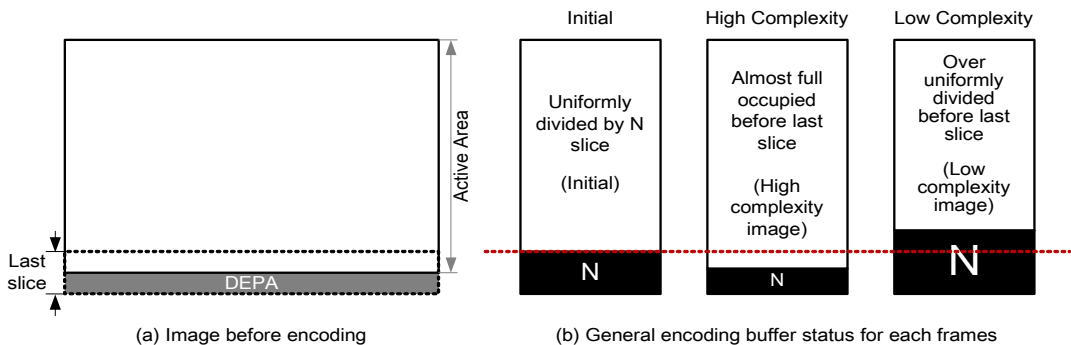 Active Area
Last
slice
DEPA
(a) Image before encoding
Initial
Uniformly
divided by N
slice
(Initial)
N
High Complexity
Almost full
occupied
before last
slice
(High
complexity
image)
N
Low Complexity
Over
uniformly
divided
before last
slice
(Low
complexity
image)
N
(b) General encoding buffer status for each frames